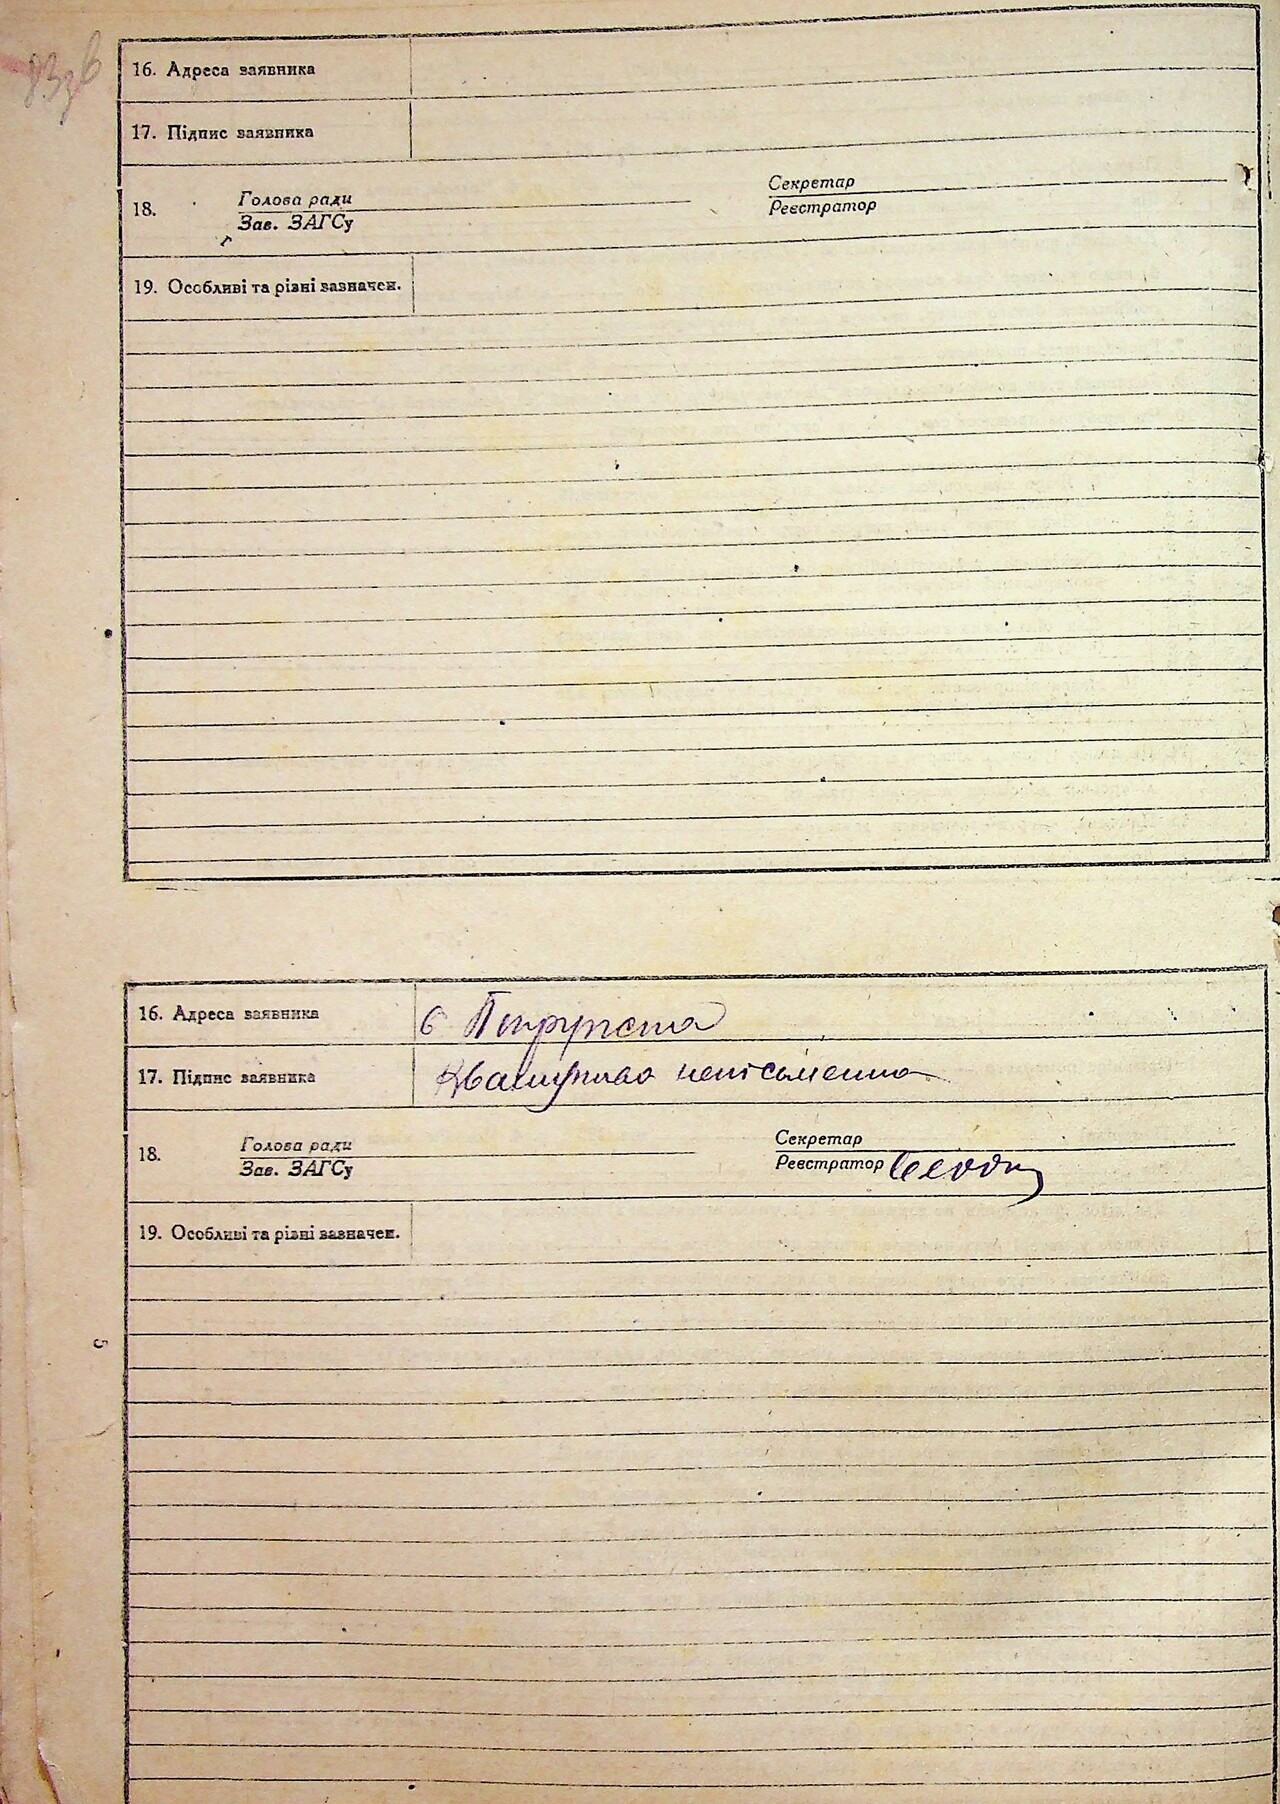 16. Адреса заявника
17. Підпис заявника
18.
Голова ради
Зав. ЗАГСу
Секретар
Реєстратор
19. Особливі та різні зазначен.
16. Адреса заявника
17. Підпис заявника
неписьменна
18.
Голова ради
Зав. ЗАГСу
Секретар
Реєстратор
19. Особливі та різні зазначен.
5